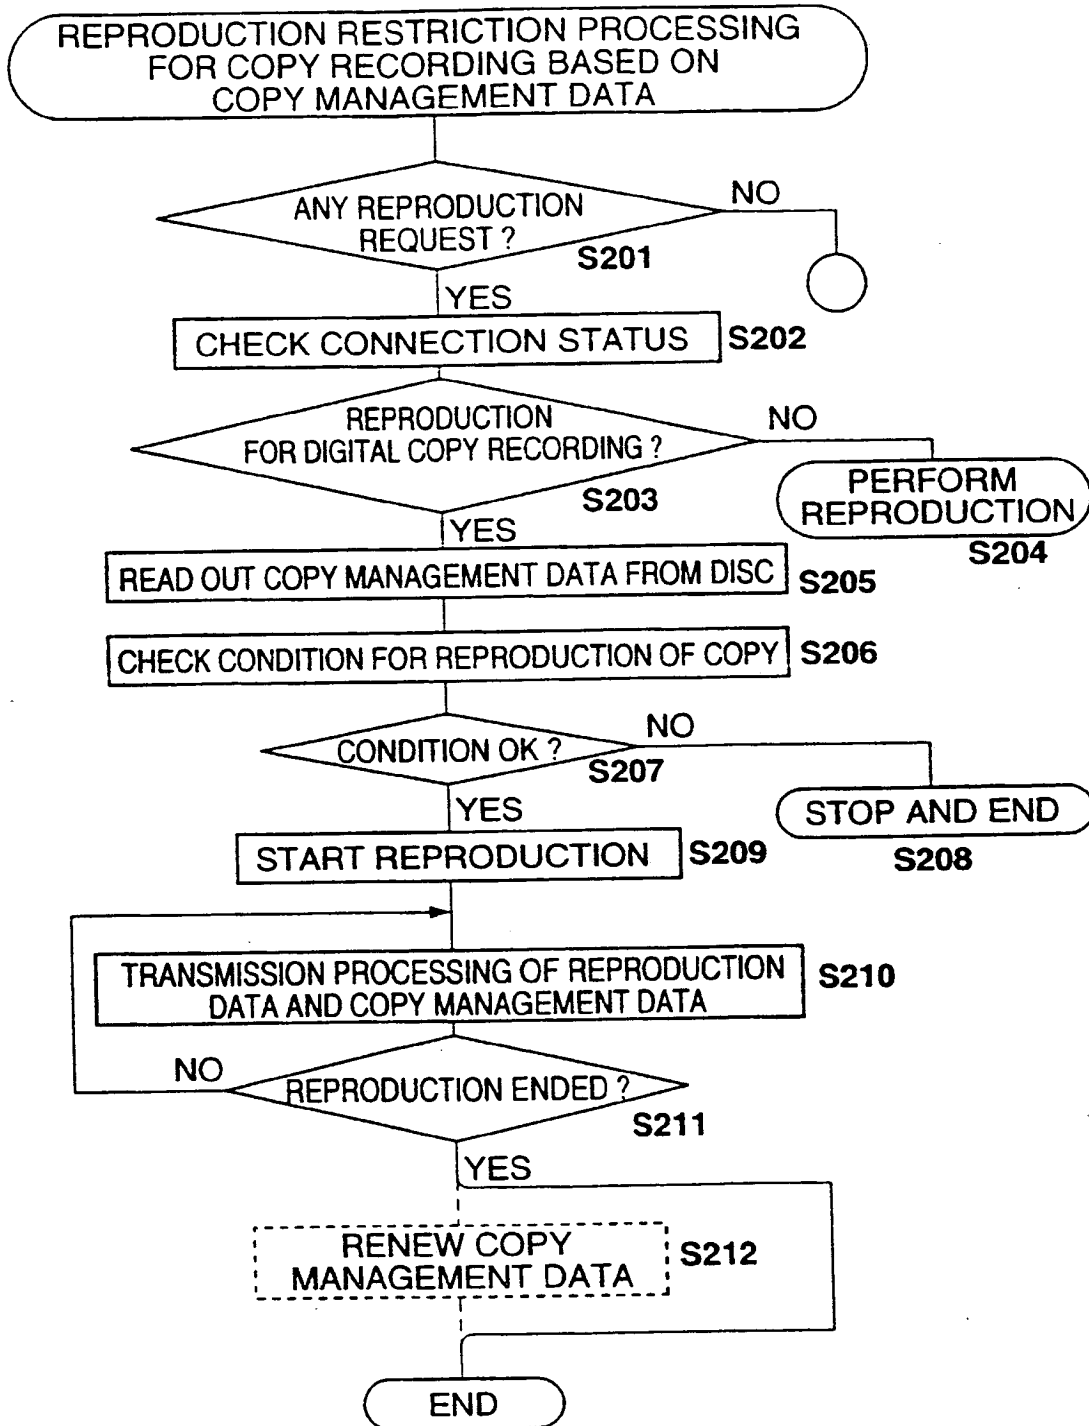 REPRODUCTION RESTRICTION PROCESSING
FOR COPY RECORDING BASED ON
COPY MANAGEMENT DATA
ANY REPRODUCTION
REQUEST ?
S201
NO
YES
CHECK CONNECTION STATUS
S202
REPRODUCTION
FOR DIGITAL COPY RECORDING ?
S203
NO
PERFORM
REPRODUCTION
S204
YES
READ OUT COPY MANAGEMENT DATA FROM DISC
S205
CHECK CONDITION FOR REPRODUCTION OF COPY
S206
CONDITION OK ?
S207
NO
STOP AND END
S208
YES
START REPRODUCTION
S209
TRANSMISSION PROCESSING OF REPRODUCTION
DATA AND COPY MANAGEMENT DATA
S210
NO
REPRODUCTION ENDED ?
S211
YES
RENEW COPY
MANAGEMENT DATA
S212
END